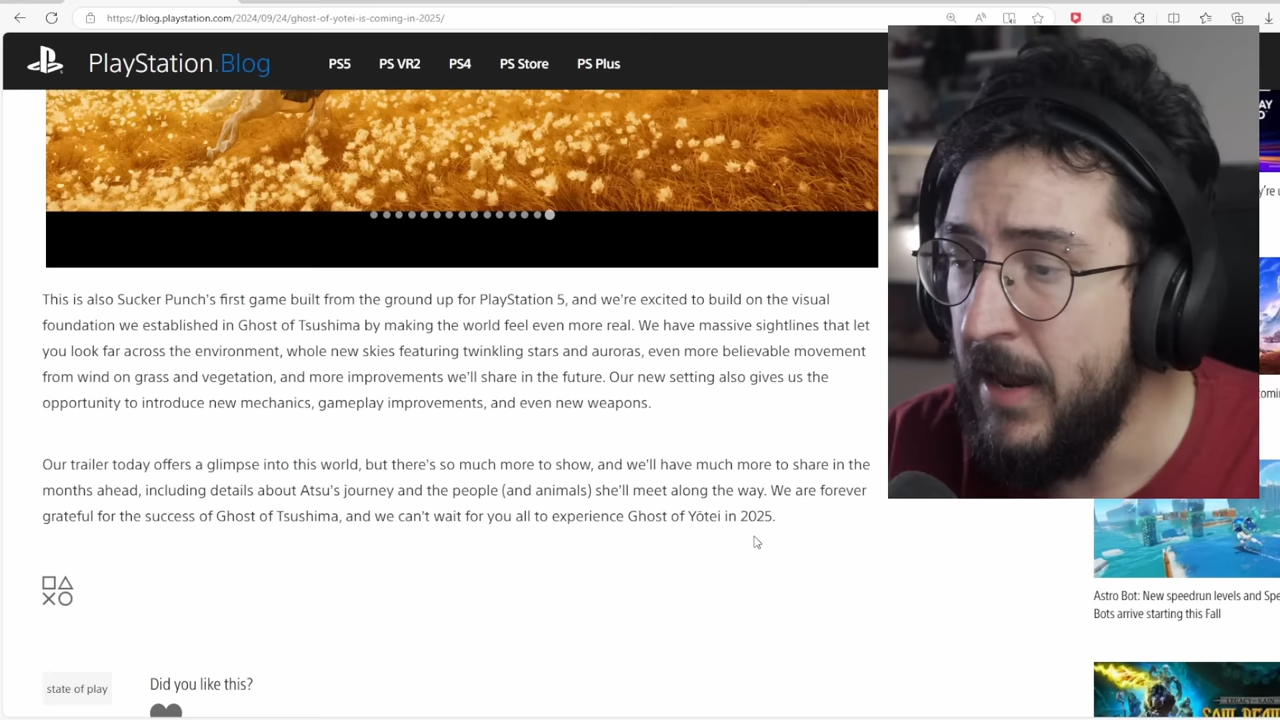 https://blog.playstation.com/2024/09/24/ghost-of-yotei-is-coming-in-2025/
PlayStation.Blog
PS5
PS VR2
PS4
PS Store
PS Plus
This is also Sucker Punch's first game built from the ground up for PlayStation 5, and we're excited to build on the visual
foundation we established in Ghost of Tsushima by making the world feel even more real. We have massive sightlines that let
you look far across the environment, whole new skies featuring twinkling stars and auroras, even more believable movement
from wind on grass and vegetation, and more improvements we'll share in the future. Our new setting also gives us the
opportunity to introduce new mechanics, gameplay improvements, and even new weapons.
Our trailer today offers a glimpse into this world, but there's so much more to show, and we'll have much more to share in the
months ahead, including details about Atsu's journey and the people (and animals) she'll meet along the way. We are forever
grateful for the success of Ghost of Tsushima, and we can't wait for you all to experience Ghost of Yōtei in 2025.
Astro Bot: New speedrun levels and Spe
Bots arrive starting this Fall
state of play
Did you like this?